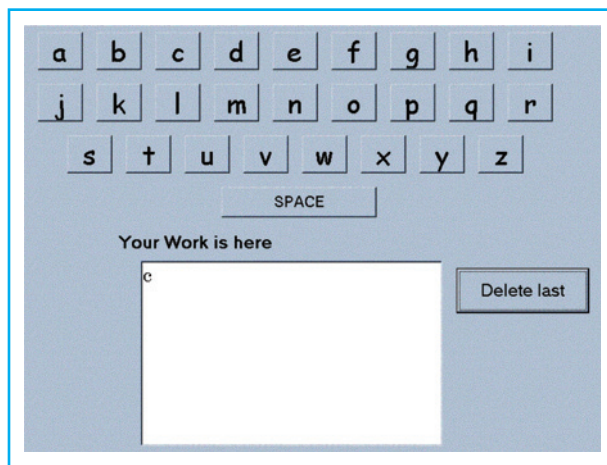 a b c d e f g h i
j k l m n o p q r
s t u v w x y z
SPACE
Your Work is here
c
Delete last